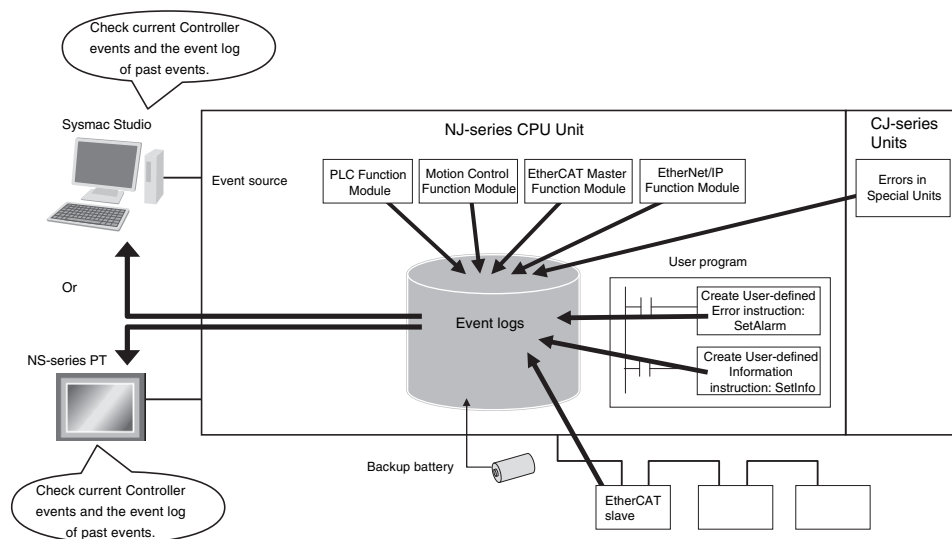 Check current Controller
events and the event log
of past events.
Sysmac Studio
NJ-series CPU Unit
CJ-series
Units
Event source
PLC Function
Module
Motion Control
Function Module
EtherCAT Master
Function Module
EtherNet/IP
Function Module
Errors in
Special Units
User program
Or
Event logs
Create User-defined
Error instruction:
SetAlarm
Create User-defined
Information
instruction: SetInfo
NS-series PT
Backup battery
EtherCAT
slave
Check current Controller
events and the event log
of past events.